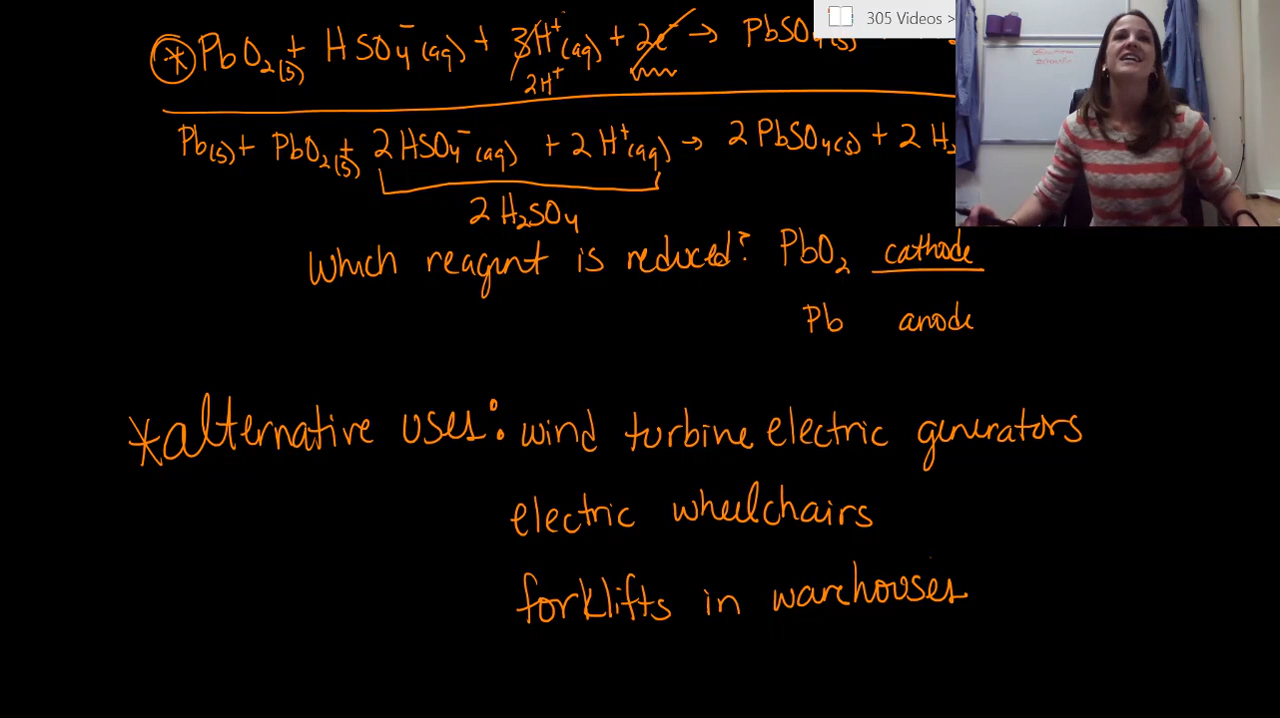 305 Videos >
* PbO₂(s) + HSO₄⁻(aq) + 3H⁺(aq) + 2e⁻ → PbSO₄(s)
2H⁺
Pb(s) + PbO₂(s) + 2HSO₄⁻(aq) + 2H⁺(aq) → 2PbSO₄(s) + 2H₂
2H₂SO₄
Which reagent is reduced? PbO₂ cathode
Pb anode
*alternative uses: wind turbine electric generators
electric wheelchairs
forklifts in warehouses